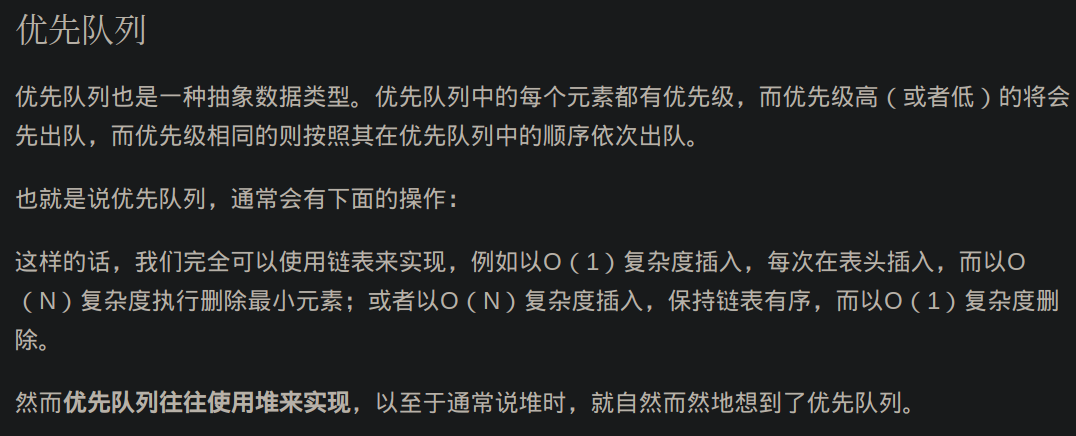 优先队列
优先队列也是一种抽象数据类型。优先队列中的每个元素都有优先级，而优先级高（或者低）的将会
先出队，而优先级相同的则按照其在优先队列中的顺序依次出队。
也就是说优先队列，通常会有下面的操作：
这样的话，我们完全可以使用链表来实现，例如以O（1）复杂度插入，每次在表头插入，而以O
（N）复杂度执行删除最小元素；或者以O（N）复杂度插入，保持链表有序，而以O（1）复杂度删
除。
然而优先队列往往使用堆来实现，以至于通常说堆时，就自然而然地想到了优先队列。